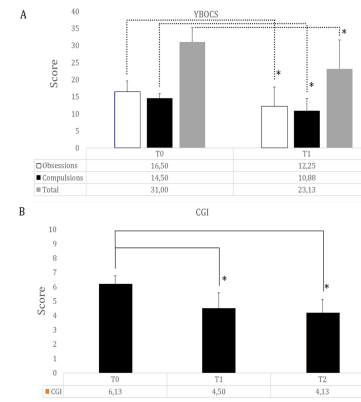 A
YBOCS
40
35
30
25
20
15
10
5
0
Score
*
*
*
T0 T1
Obsessions 16,50 12,25
Compulsions 14,50 10,88
Total 31,00 23,13
B
CGI
10
9
8
7
6
5
4
3
2
1
0
Score
*
*
T0 T1 T2
CGI 6,13 4,50 4,13